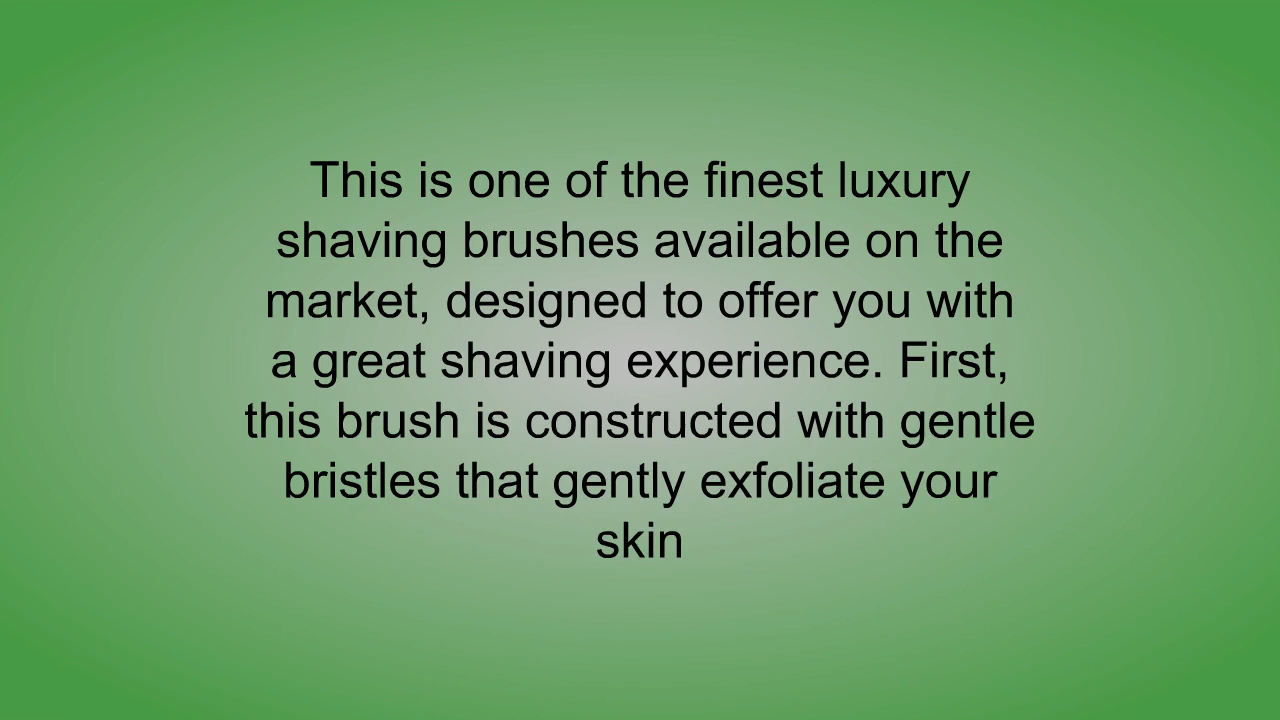 This is one of the finest luxury
shaving brushes available on the
market, designed to offer you with
a great shaving experience. First,
this brush is constructed with gentle
bristles that gently exfoliate your
skin